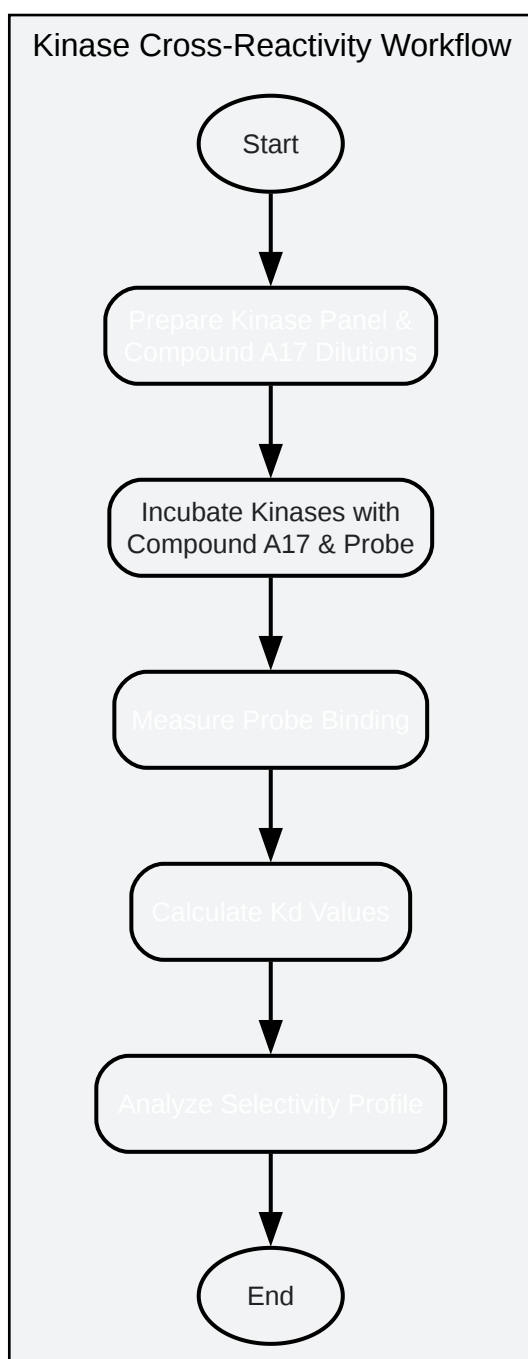 Kinase Cross-Reactivity Workflow
Start
Prepare Kinase Panel &
Compound A17 Dilutions
Incubate Kinases with
Compound A17 & Probe
Measure Probe Binding
Calculate Kd Values
Analyze Selectivity Profile
End